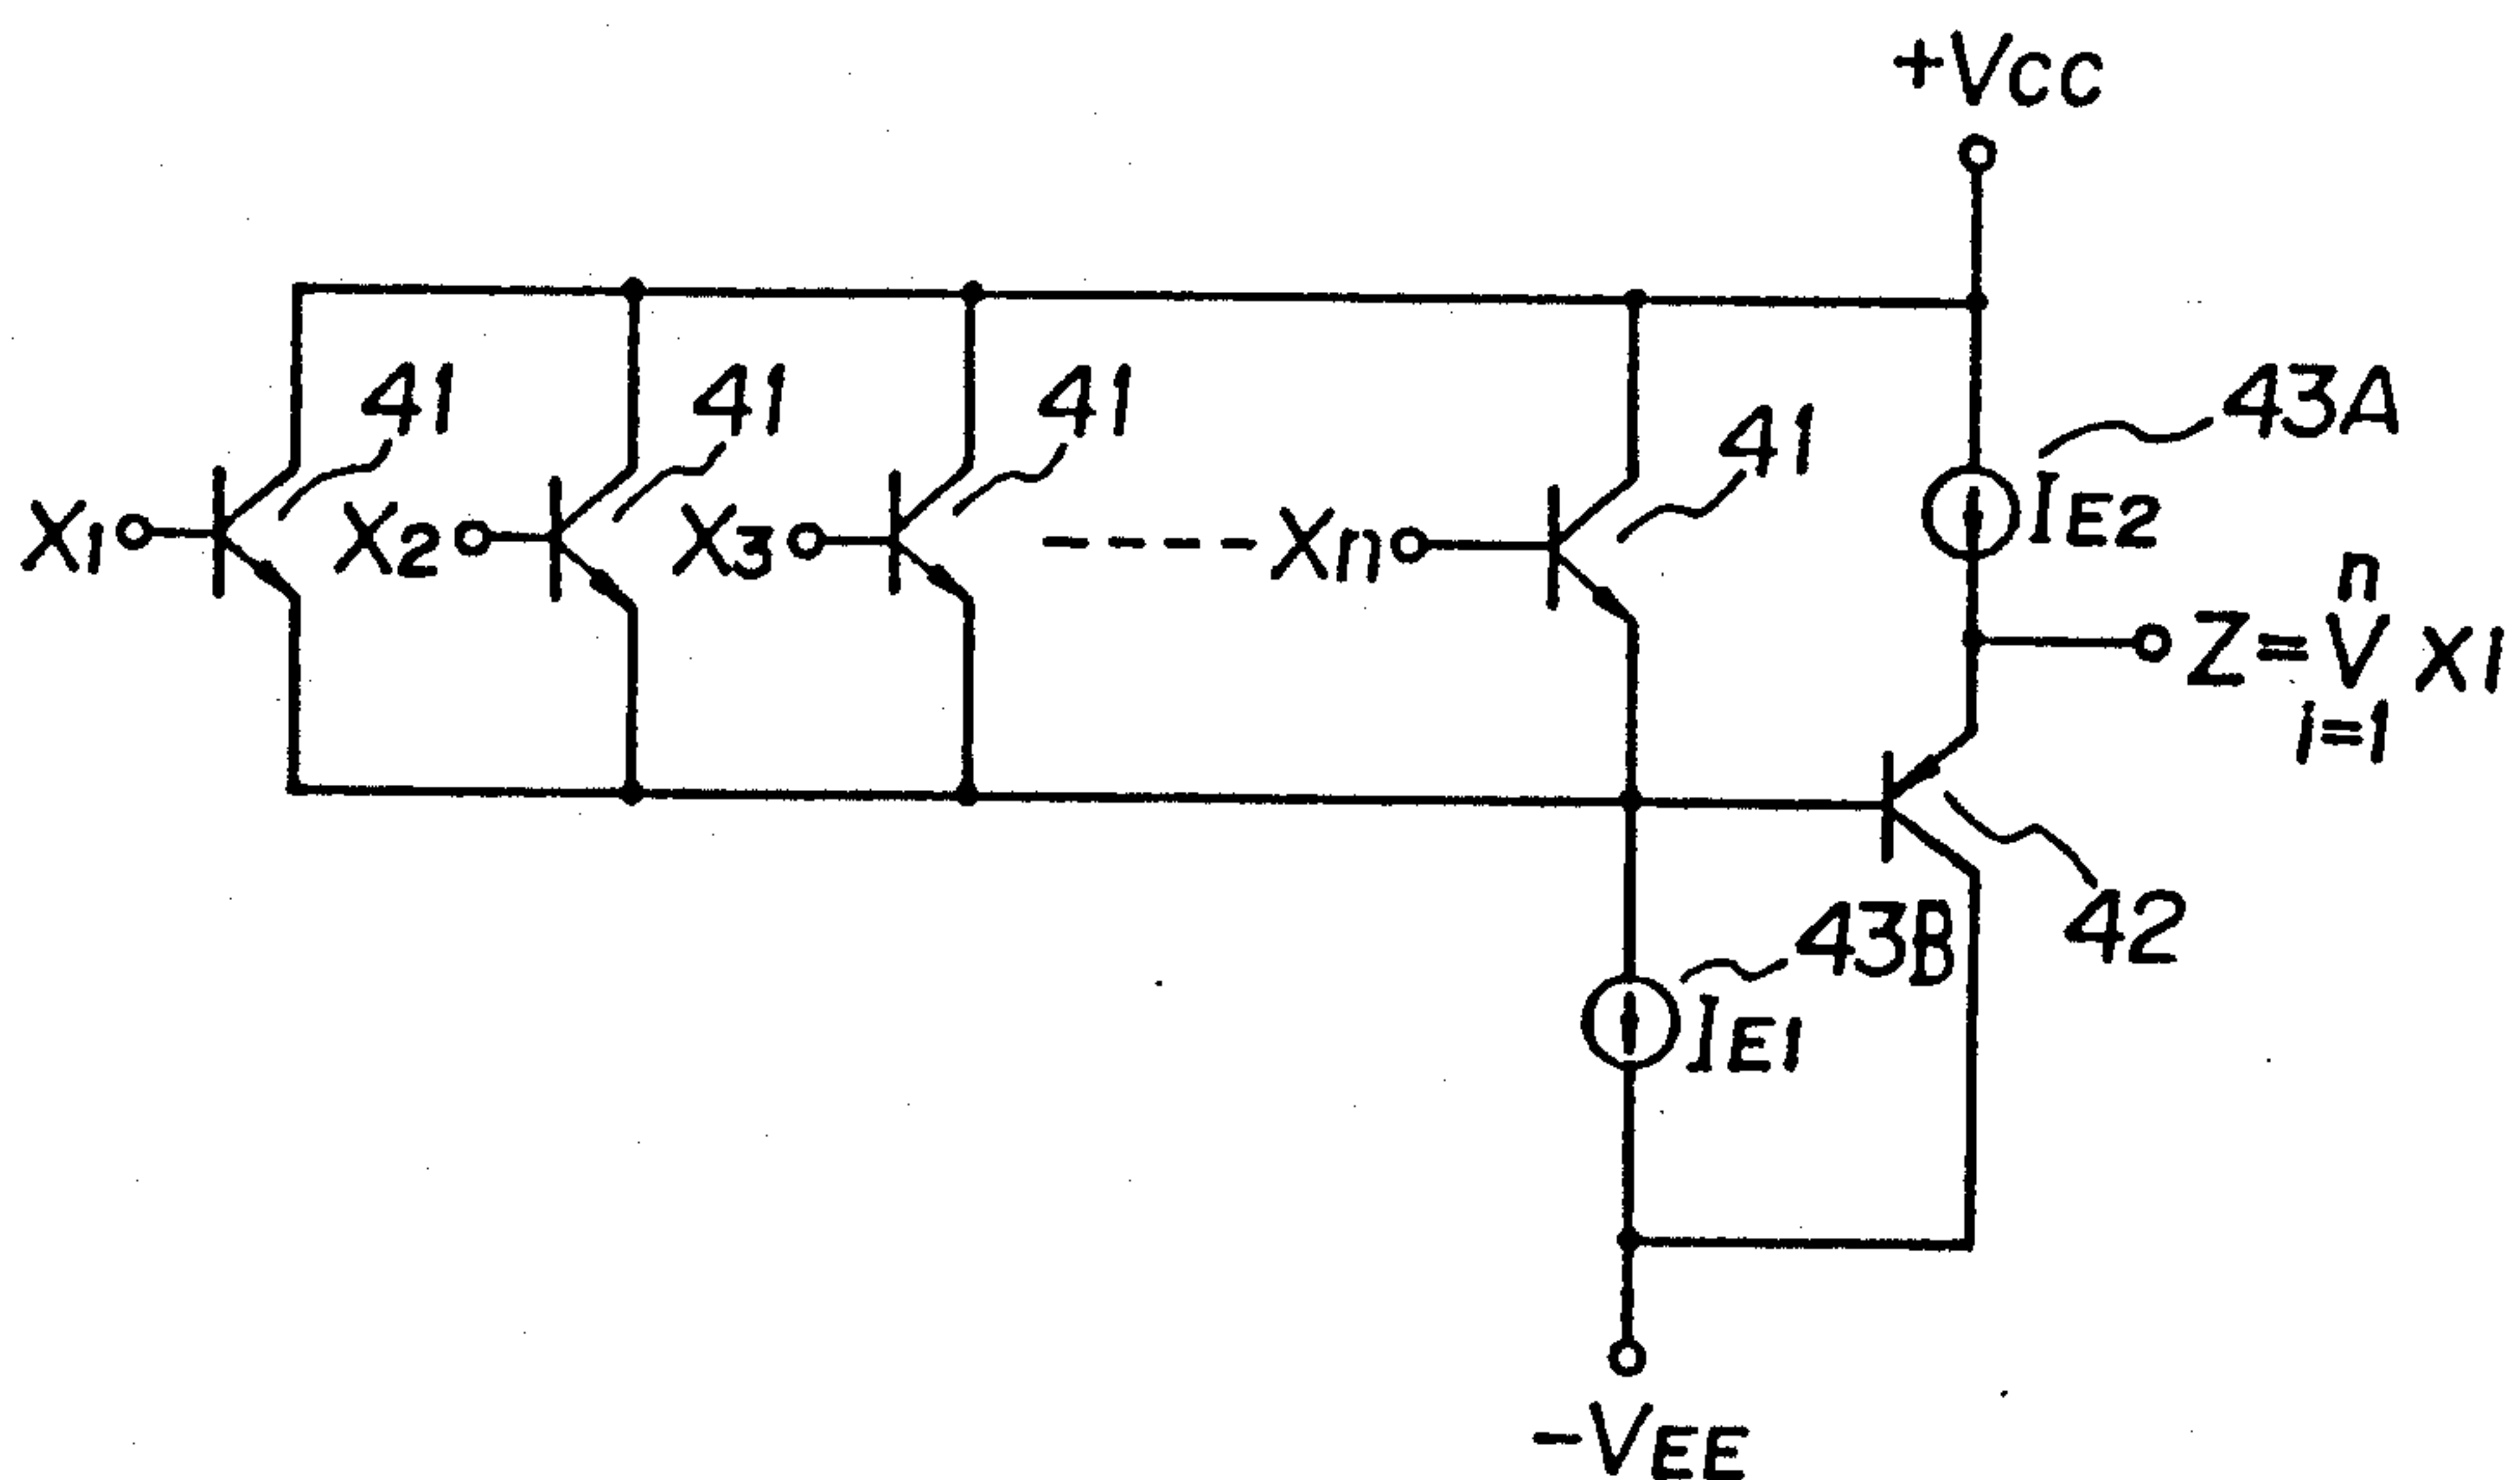 +VCC
41
41
41
41
43A
X1
X2
X3
----Xn
IE2
n
Z=V XI
i=1
43B
42
IE1
-VEE